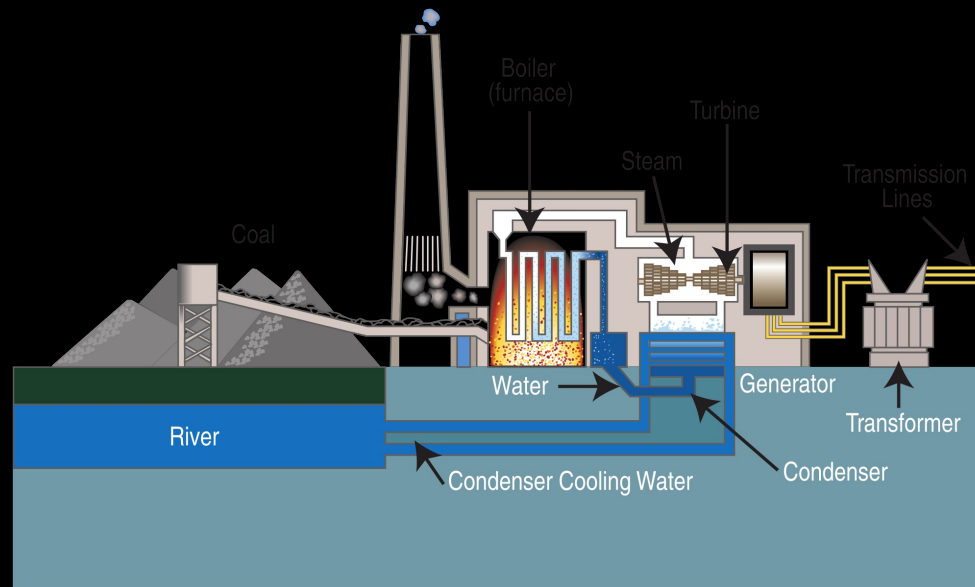 Boiler
(furnace)
Turbine
Steam
Transmission
Lines
Coal
Water
Generator
Transformer
River
Condenser
Condenser Cooling Water